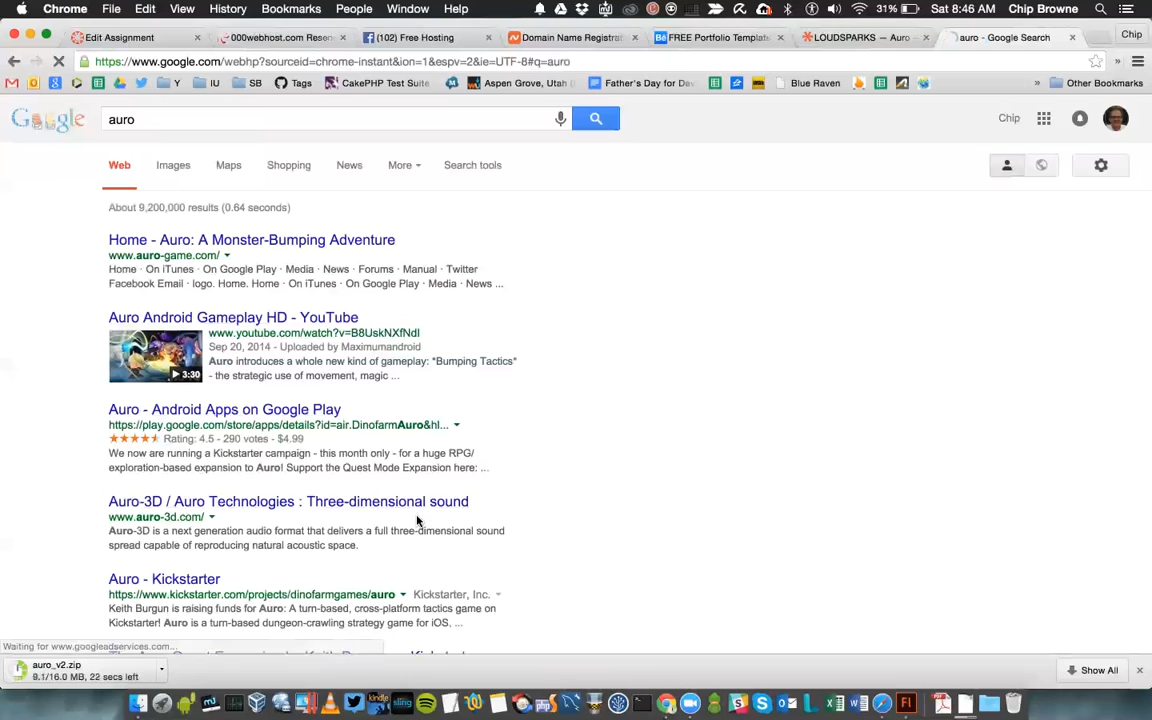 Chrome File Edit View History Bookmarks People Window Help 31% Sat 8:46 AM Chip Browne
Edit Assignment 000webhost.com Resen (102) Free Hosting Domain Name Registrat FREE Portfolio Template LOUDSPARKS — Auro auro - Google Search Chip
https://www.google.com/webhp?sourceid=chrome-instant&ion=1&espv=2&ie=UTF-8#q=auro
Y IU SB Tags CakePHP Test Suite Aspen Grove, Utah ( Father's Day for Dev Blue Raven » Other Bookmarks
Google auro Chip
Web Images Maps Shopping News More Search tools
About 9,200,000 results (0.64 seconds)
Home - Auro: A Monster-Bumping Adventure
www.auro-game.com/
Home · On iTunes · On Google Play · Media · News · Forums · Manual · Twitter
Facebook Email · logo. Home. Home · On iTunes · On Google Play · Media · News ...
Auro Android Gameplay HD - YouTube
www.youtube.com/watch?v=B8UskNXfNdI
Sep 20, 2014 - Uploaded by Maximumandroid
Auro introduces a whole new kind of gameplay: "Bumping Tactics"
- the strategic use of movement, magic ...
3:30
Auro - Android Apps on Google Play
https://play.google.com/store/apps/details?id=air.DinofarmAuro&hl...
Rating: 4.5 - 290 votes - $4.99
We now are running a Kickstarter campaign - this month only - for a huge RPG/
exploration-based expansion to Auro! Support the Quest Mode Expansion here: ...
Auro-3D / Auro Technologies : Three-dimensional sound
www.auro-3d.com/
Auro-3D is a next generation audio format that delivers a full three-dimensional sound
spread capable of reproducing natural acoustic space.
Auro - Kickstarter
https://www.kickstarter.com/projects/dinofarmgames/auro Kickstarter, Inc.
Keith Burgun is raising funds for Auro: A turn-based, cross-platform tactics game on
Kickstarter! Auro is a turn-based dungeon-crawling strategy game for iOS, ...
Waiting for www.googleadservices.com...
auro_v2.zip
9.1/16.0 MB, 22 secs left
Show All